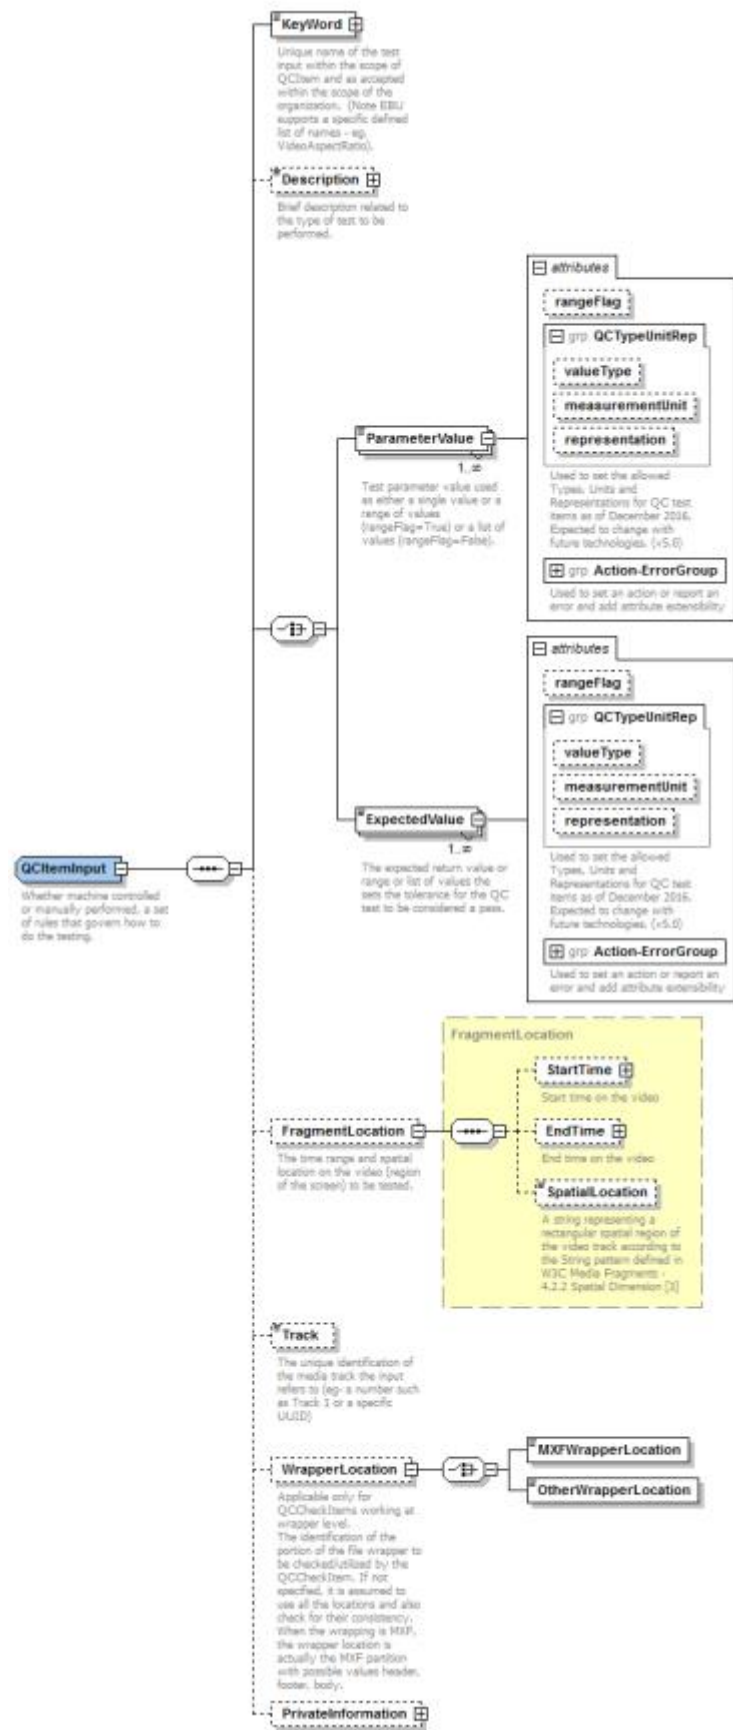 KeyWord
Unique name of the test
input within the scope of
QCItem and as accepted
within the scope of the
organization. (Note EBU
supports a specific defined
list of names - eg.
VideoAspectRatio).
Description
Brief description related to
the type of test to be
performed.
attributes
rangeFlag
grp QCTypeUnitRep
valueType
measurementUnit
representation
Used to set the allowed
Types, Units and
Representations for QC test
items as of December 2016.
Expected to change with
future technologies. (v5.0)
grp Action-ErrorGroup
Used to set an action or report an
error and add attribute extensibility
ParameterValue
1..∞
Test parameter value used
as either a single value or a
range of values
(rangeFlag=True) or a list of
values (rangeFlag=False).
attributes
rangeFlag
grp QCTypeUnitRep
valueType
measurementUnit
representation
Used to set the allowed
Types, Units and
Representations for QC test
items as of December 2016.
Expected to change with
future technologies. (v5.0)
grp Action-ErrorGroup
Used to set an action or report an
error and add attribute extensibility
ExpectedValue
1..∞
The expected return value or
range or list of values the
sets the tolerance for the QC
test to be considered a pass.
QCItemInput
Whether machine controlled
or manually performed, a set
of rules that govern how to
do the testing.
FragmentLocation
The time range and spatial
location on the video (region
of the screen) to be tested.
FragmentLocation
StartTime
Start time on the video
EndTime
End time on the video
SpatialLocation
A string representing a
rectangular spatial region of
the video track according to
the String pattern defined in
W3C Media Fragments -
4.2.2 Spatial Dimension [3]
Track
The unique identification of
the media track the input
refers to (eg- a number such
as Track 1 or a specific
UUID)
WrapperLocation
Applicable only for
QCCheckItems working at
wrapper level.
The identification of the
portion of the file wrapper to
be checked/utilized by the
QCCheckItem. If not
specified, it is assumed to
use all the locations and also
check for their consistency.
When the wrapping is MXF,
the wrapper location is
actually the MXF partition
with possible values header,
footer, body.
MXFWrapperLocation
OtherWrapperLocation
PrivateInformation